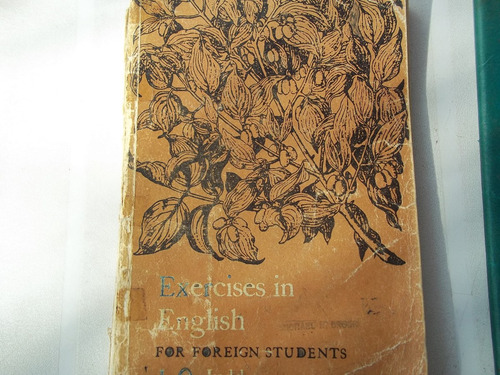 Exercises in
English
FOR FOREIGN STUDENTS